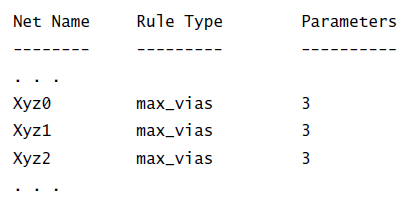 Net Name Rule Type Parameters
-------- --------- ----------
. . .
Xyz0 max_vias 3
Xyz1 max_vias 3
Xyz2 max_vias 3
. . .